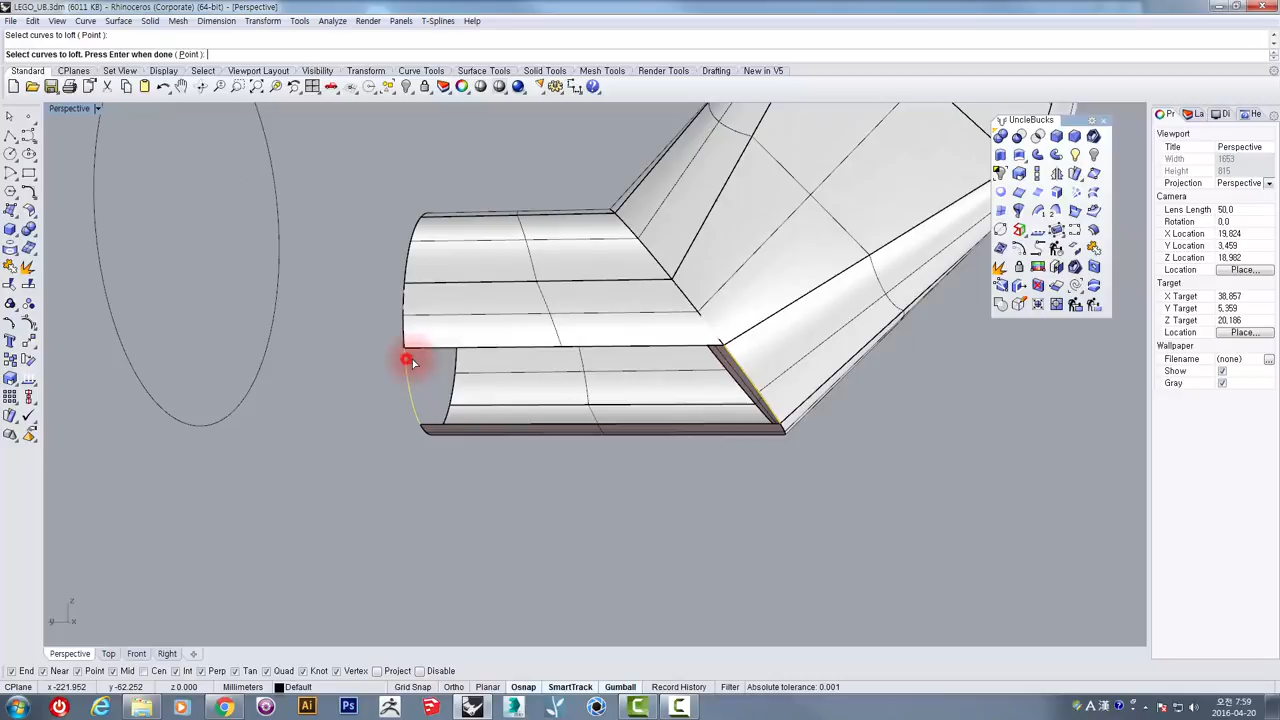 LEGO_UB.3dm (6011 KB) - Rhinoceros (Corporate) (64-bit) - [Perspective]
File Edit View Curve Surface Solid Mesh Dimension Transform Tools Analyze Render Panels T-Splines Help
Select curves to loft ( Point ):
Select curves to loft. Press Enter when done ( Point ):
Standard CPlanes Set View Display Select Viewport Layout Visibility Transform Curve Tools Surface Tools Solid Tools Mesh Tools Render Tools Drafting New in V5
Perspective
UncleBucks
Pr La Di He
Viewport
Title Perspective
Width 1653
Height 815
Projection Perspective
Camera
Lens Length 50.0
Rotation 0.0
X Location 19,824
Y Location 3,459
Z Location 18,982
Location Place...
Target
X Target 38,857
Y Target 5,359
Z Target 20,186
Location Place...
Wallpaper
Filename (none) ...
Show
Gray
z
y x
Perspective Top Front Right
End Near Point Mid Cen Int Perp Tan Quad Knot Vertex Project Disable
CPlane x -221.952 y -62.252 z 0.000 Millimeters Default Grid Snap Ortho Planar Osnap SmartTrack Gumball Record History Filter Absolute tolerance: 0.001
Ai Ps A 漢 오전 7:59
2016-04-20